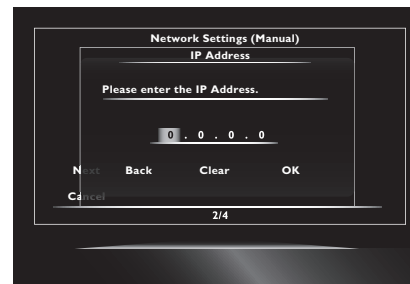 Network Settings (Manual)
IP Address
Please enter the IP Address.
0 . 0 . 0 . 0
Next Back Clear OK
Cancel
2/4